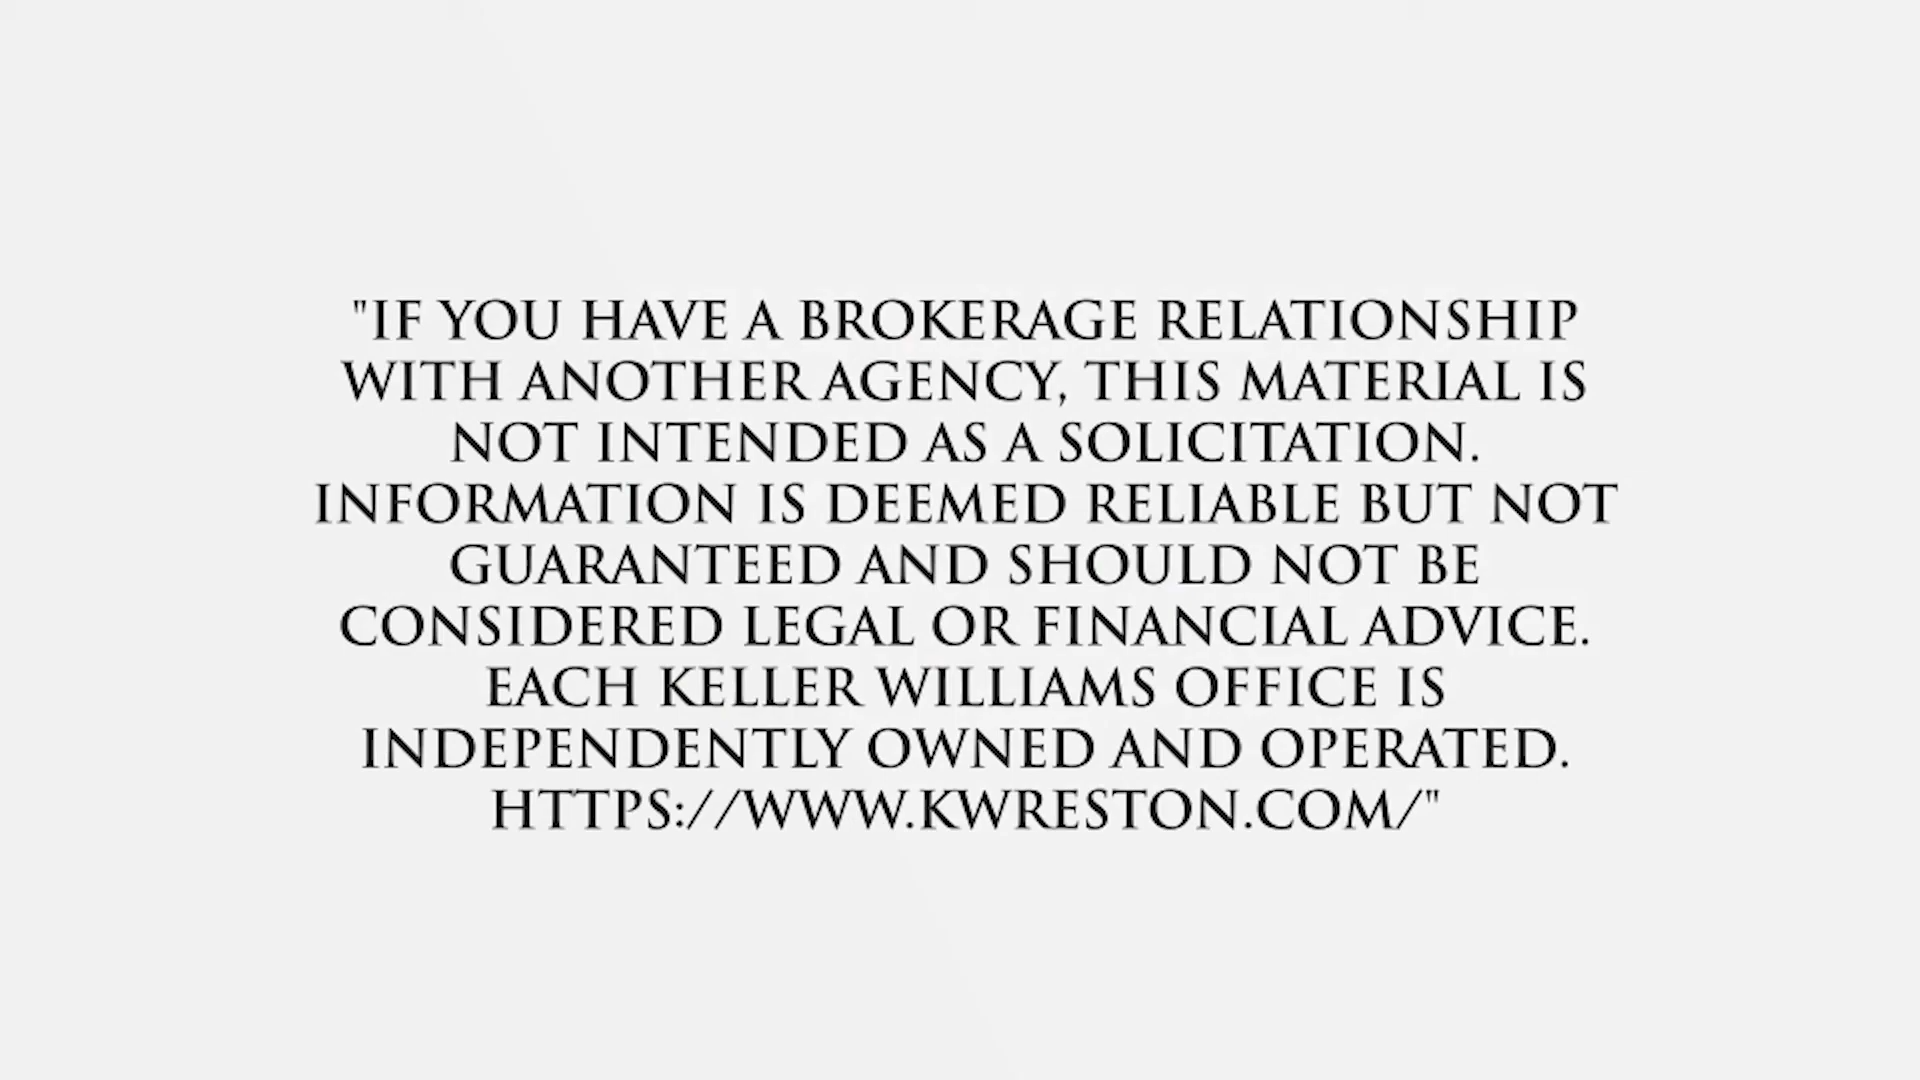 "IF YOU HAVE A BROKERAGE RELATIONSHIP
WITH ANOTHER AGENCY, THIS MATERIAL IS
NOT INTENDED AS A SOLICITATION.
INFORMATION IS DEEMED RELIABLE BUT NOT
GUARANTEED AND SHOULD NOT BE
CONSIDERED LEGAL OR FINANCIAL ADVICE.
EACH KELLER WILLIAMS OFFICE IS
INDEPENDENTLY OWNED AND OPERATED.
HTTPS://WWW.KWRESTON.COM/"